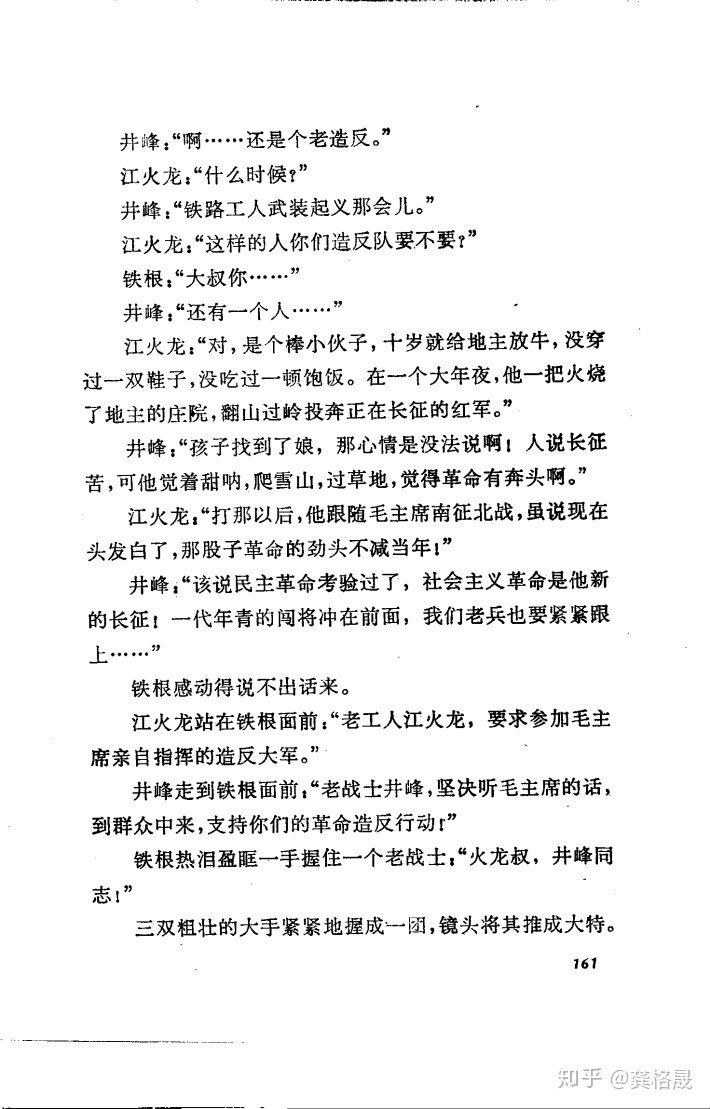 井峰：“啊……还是个老造反。”
江火龙：“什么时候？”
井峰：“铁路工人武装起义那会儿。”
江火龙：“这样的人你们造反队要不要？”
铁根：“大叔你……”
井峰：“还有一个人……”
江火龙：“对，是个棒小伙子，十岁就给地主放牛，没穿
过一双鞋子，没吃过一顿饱饭。在一个大年夜，他一把火烧
了地主的庄院，翻山过岭投奔正在长征的红军。”
井峰：“孩子找到了娘，那心情是没法说啊！人说长征
苦，可他觉着甜呐，爬雪山，过草地，觉得革命有奔头啊。”
江火龙：“打那以后，他跟随毛主席南征北战，虽说现在
头发白了，那股子革命的劲头不减当年！”
井峰：“该说民主革命考验过了，社会主义革命是他新
的长征！一代年青的闯将冲在前面，我们老兵也要紧紧跟
上……”
铁根感动得说不出话来。
江火龙站在铁根面前：“老工人江火龙，要求参加毛主
席亲自指挥的造反大军。”
井峰走到铁根面前：“老战士井峰，坚决听毛主席的话，
到群众中来，支持你们的革命造反行动！”
铁根热泪盈眶一手握住一个老战士：“火龙叔，井峰同
志！”
三双粗壮的大手紧紧地握成一团，镜头将其推成大特。
161
知乎 @龚格晟